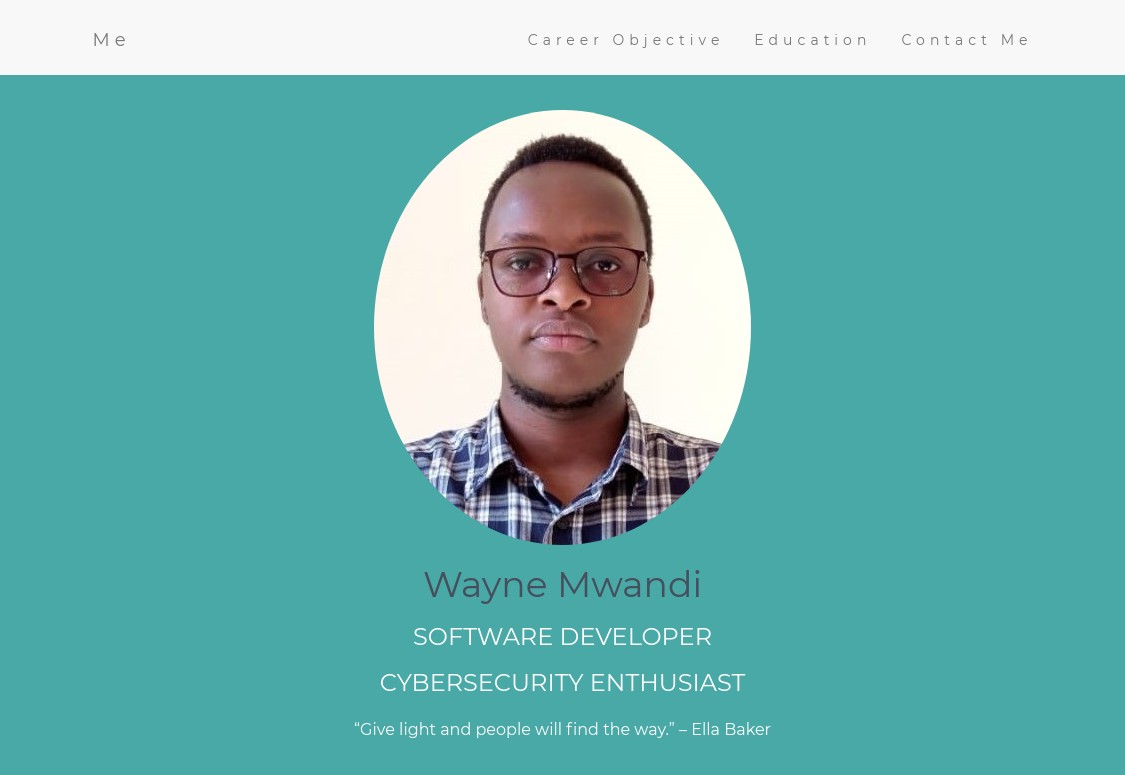 Me
Career Objective Education Contact Me
Wayne Mwandi
SOFTWARE DEVELOPER
CYBERSECURITY ENTHUSIAST
“Give light and people will find the way.” – Ella Baker